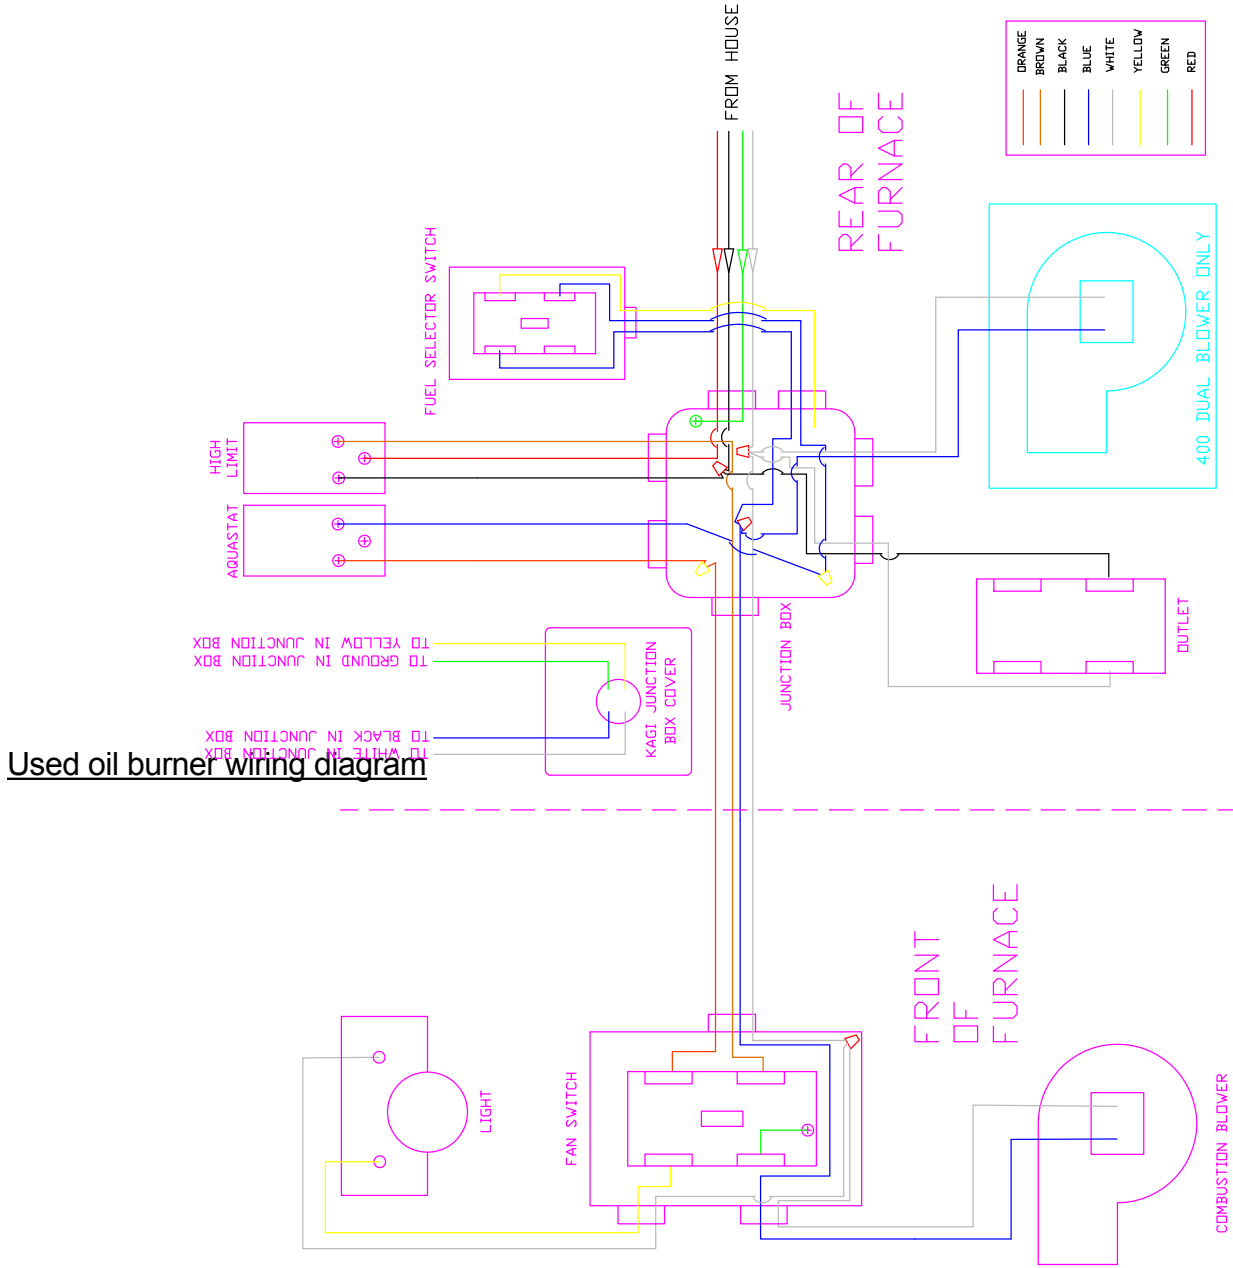 FROM HOUSE
ORANGE
BROWN
BLACK
BLUE
WHITE
YELLOW
GREEN
RED
REAR OF
FURNACE
FUEL SELECTOR SWITCH
400 DUAL BLOWER ONLY
HIGH
LIMIT
AQUASTAT
JUNCTION BOX
OUTLET
TO YELLOW IN JUNCTION BOX
TO GROUND IN JUNCTION BOX
TO BLACK IN JUNCTION BOX
TO WHITE IN JUNCTION BOX
KAGI JUNCTION
BOX COVER
Used oil burner wiring diagram
FRONT
OF
FURNACE
LIGHT
FAN SWITCH
COMBUSTION BLOWER